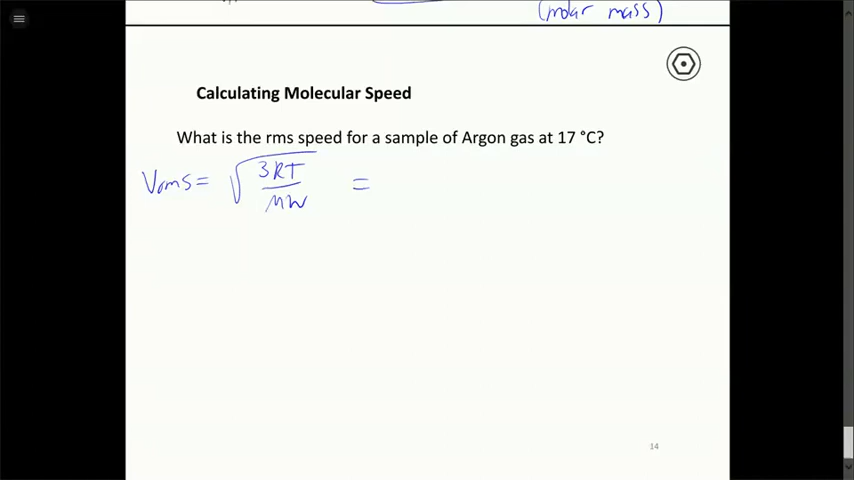 (molar mass)
Calculating Molecular Speed
What is the rms speed for a sample of Argon gas at 17 °C?
Vrms = √(3RT/MW) =
14